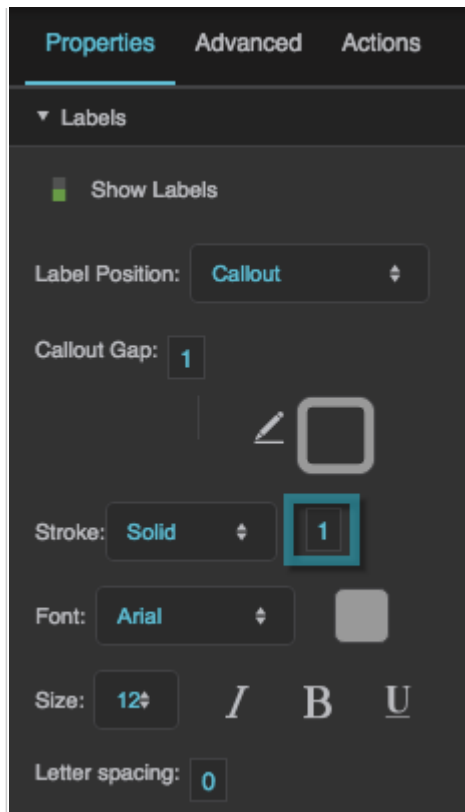 Properties Advanced Actions
Labels
Show Labels
Label Position: Callout
Callout Gap: 1
Stroke: Solid 1
Font: Arial
Size: 12 I B U
Letter spacing: 0